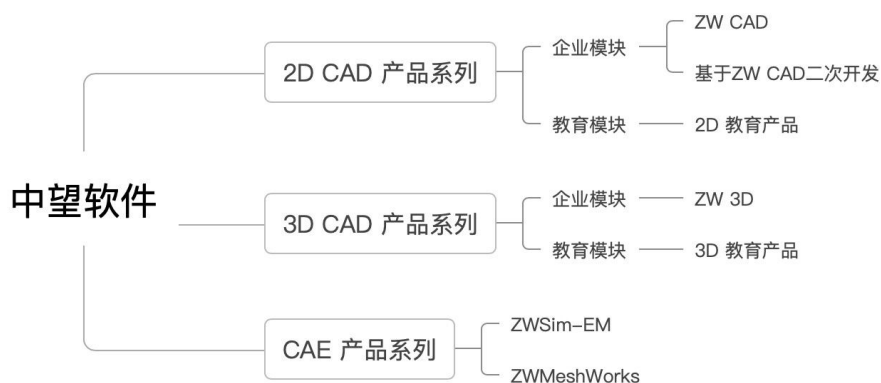 中望软件
2D CAD 产品系列
企业模块
ZW CAD
基于ZW CAD二次开发
教育模块
2D 教育产品
3D CAD 产品系列
企业模块
ZW 3D
教育模块
3D 教育产品
CAE 产品系列
ZWSim-EM
ZWMeshWorks